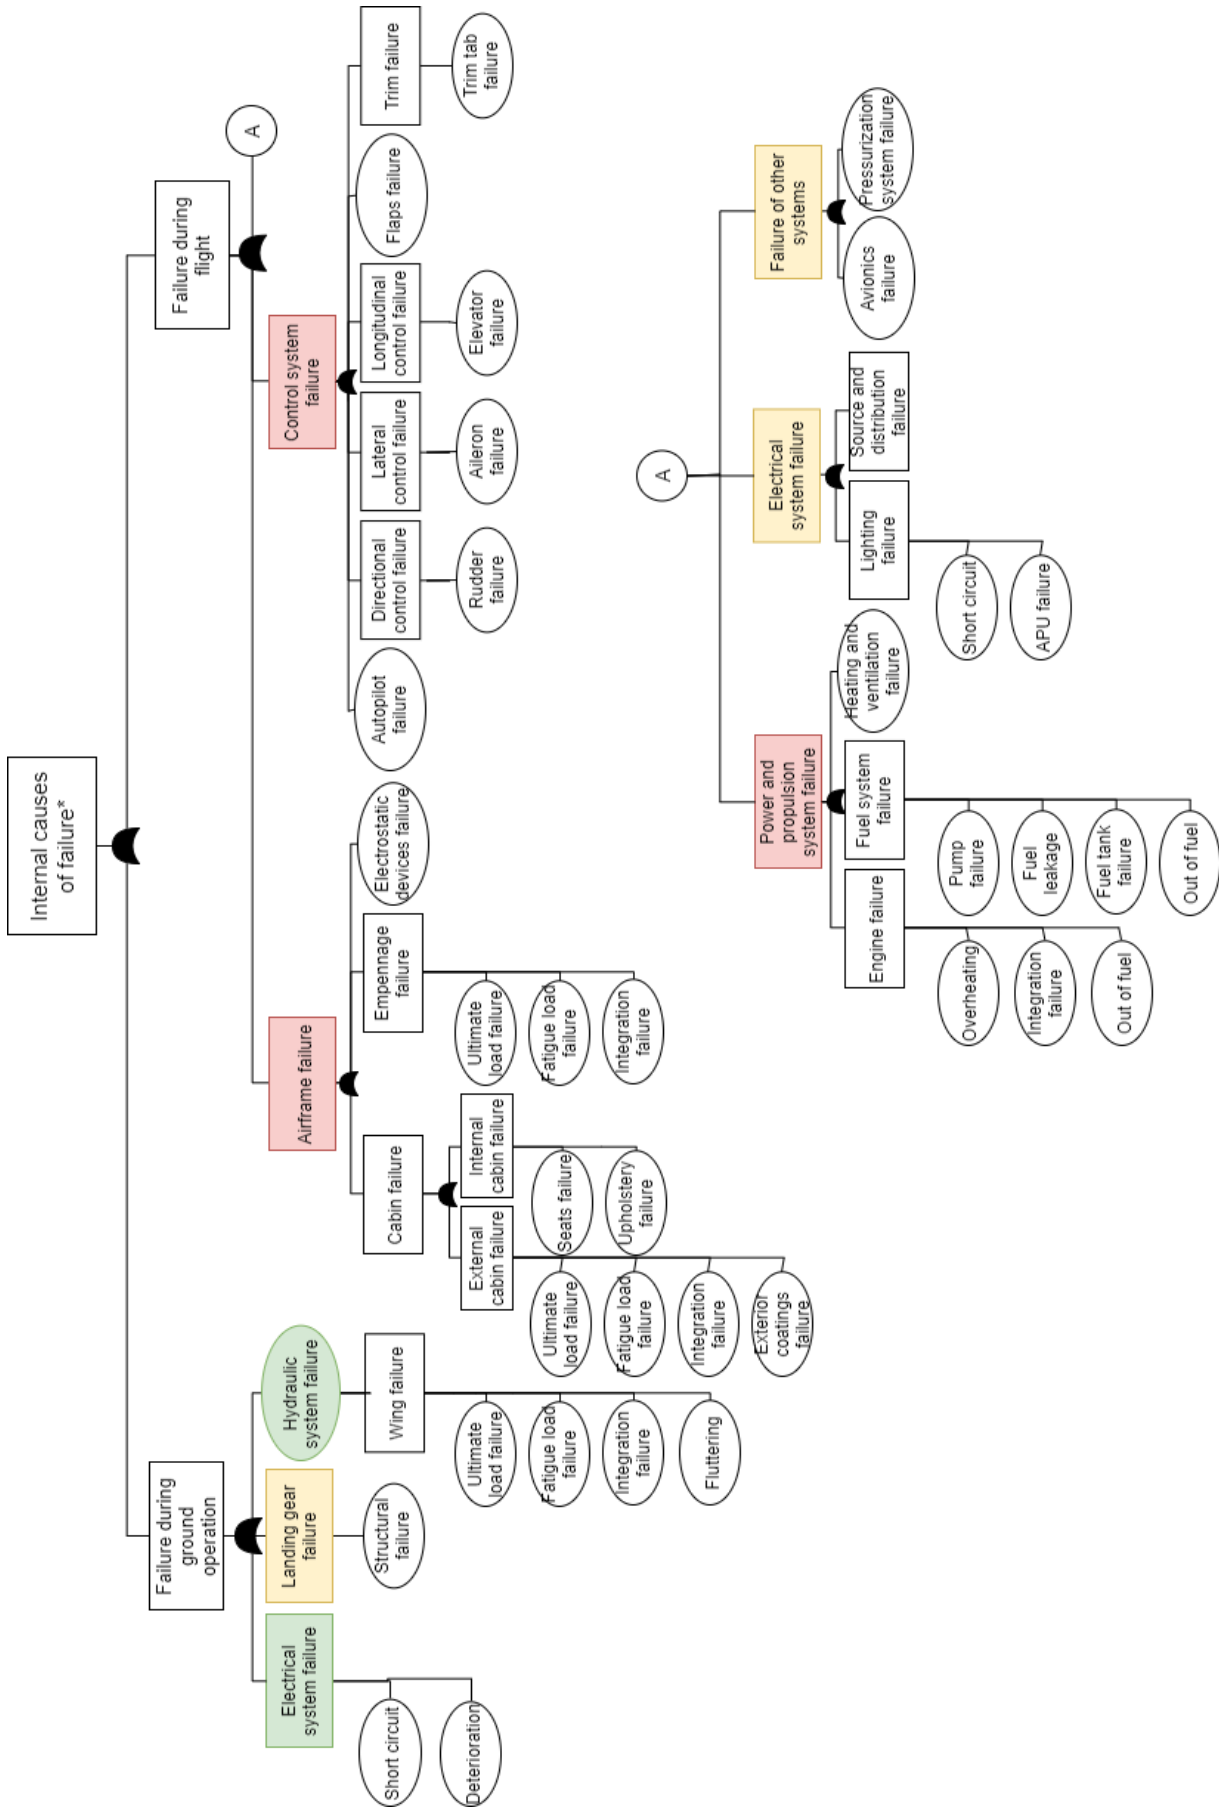 Internal causes
of failure*
Failure during
ground
operation
Failure during
flight
A
Electrical
system failure
Landing gear
failure
Hydraulic
system failure
Airframe failure
Control system
failure
Short circuit
Deterioration
Structural
failure
Wing failure
Ultimate
load failure
Fatigue load
failure
Integration
failure
Fluttering
Cabin failure
Empennage
failure
Electrostatic
devices failure
External
cabin failure
Internal
cabin failure
Ultimate
load failure
Fatigue load
failure
Integration
failure
Exterior
coatings
failure
Seats failure
Upholstery
failure
Ultimate
load failure
Fatigue load
failure
Integration
failure
Autopilot
failure
Directional
control failure
Lateral
control failure
Longitudinal
control failure
Flaps failure
Trim failure
Rudder
failure
Aileron
failure
Elevator
failure
Trim tab
failure
A
Power and
propulsion
system failure
Electrical
system failure
Failure of other
systems
Engine failure
Fuel system
failure
Heating and
ventilation
failure
Lighting
failure
Source and
distribution
failure
Avionics
failure
Pressurization
system failure
Overheating
Integration
failure
Out of fuel
Pump
failure
Fuel
leakage
Fuel tank
failure
Out of fuel
Short circuit
APU failure